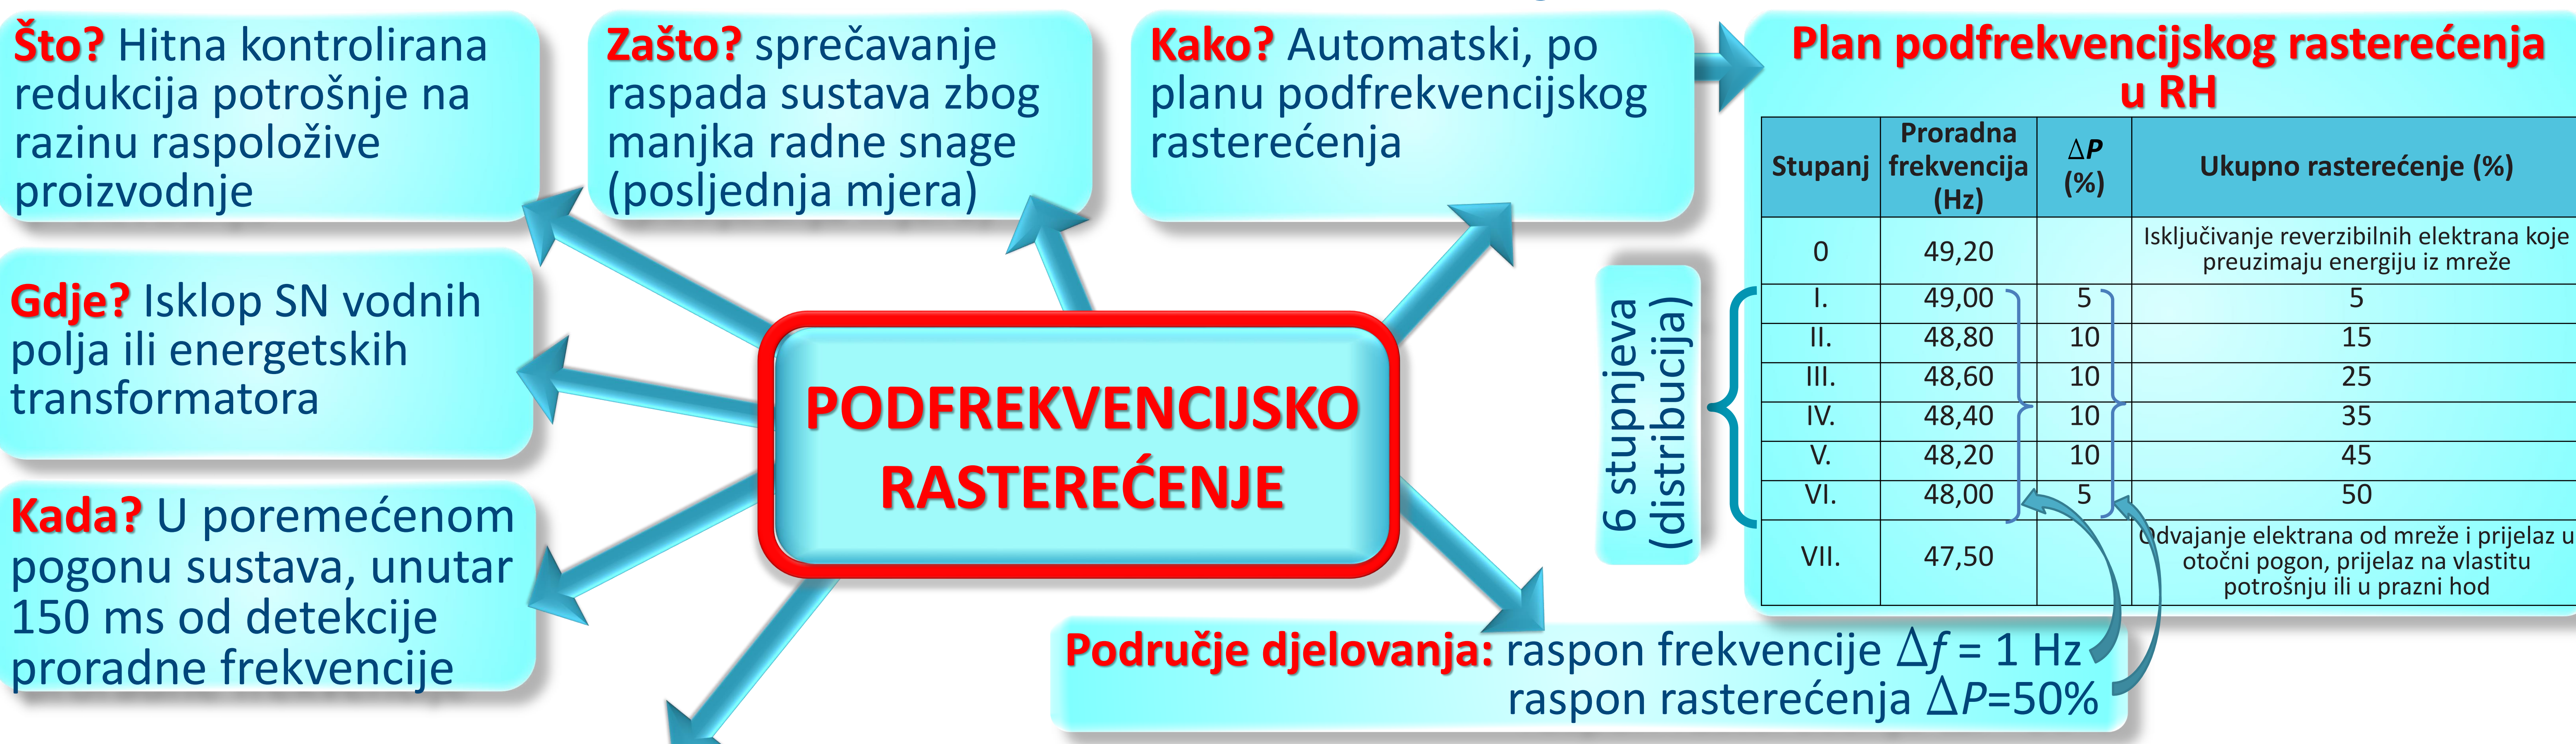 Što? Hitna kontrolirana
redukcija potrošnje na
razinu raspoložive
proizvodnje
Zašto? sprečavanje
raspada sustava zbog
manjka radne snage
(posljednja mjera)
Kako? Automatski, po
planu podfrekvencijskog
rasterećenja
Plan podfrekvencijskog rasterećenja
u RH
Stupanj Proradna frekvencija (Hz) ΔP (%) Ukupno rasterećenje (%)
0 49,20 Isključivanje reverzibilnih elektrana koje
preuzimaju energiju iz mreže
I. 49,00 5 5
II. 48,80 10 15
III. 48,60 10 25
IV. 48,40 10 35
V. 48,20 10 45
VI. 48,00 5 50
VII. 47,50 Odvajanje elektrana od mreže i prijelaz u
otočni pogon, prijelaz na vlastitu
potrošnju ili u prazni hod
6 stupnjeva
(distribucija)
Gdje? Isklop SN vodnih
polja ili energetskih
transformatora
PODFREKVENCIJSKO
RASTEREĆENJE
Kada? U poremećenom
pogonu sustava, unutar
150 ms od detekcije
proradne frekvencije
Područje djelovanja: raspon frekvencije Δf = 1 Hz
raspon rasterećenja ΔP=50%